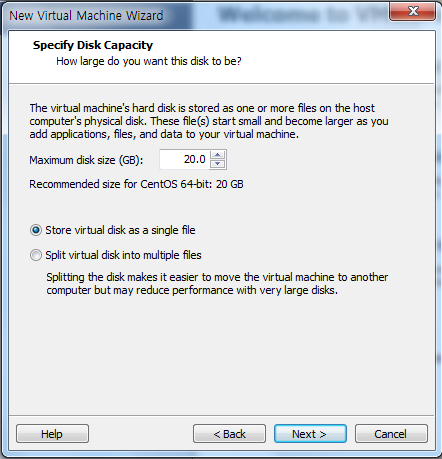 Welcome to VM
New Virtual Machine Wizard
Specify Disk Capacity
How large do you want this disk to be?
The virtual machine's hard disk is stored as one or more files on the host
computer's physical disk. These file(s) start small and become larger as you
add applications, files, and data to your virtual machine.
Maximum disk size (GB): 20.0
Recommended size for CentOS 64-bit: 20 GB
Store virtual disk as a single file
Split virtual disk into multiple files
Splitting the disk makes it easier to move the virtual machine to another
computer but may reduce performance with very large disks.
Help < Back Next > Cancel